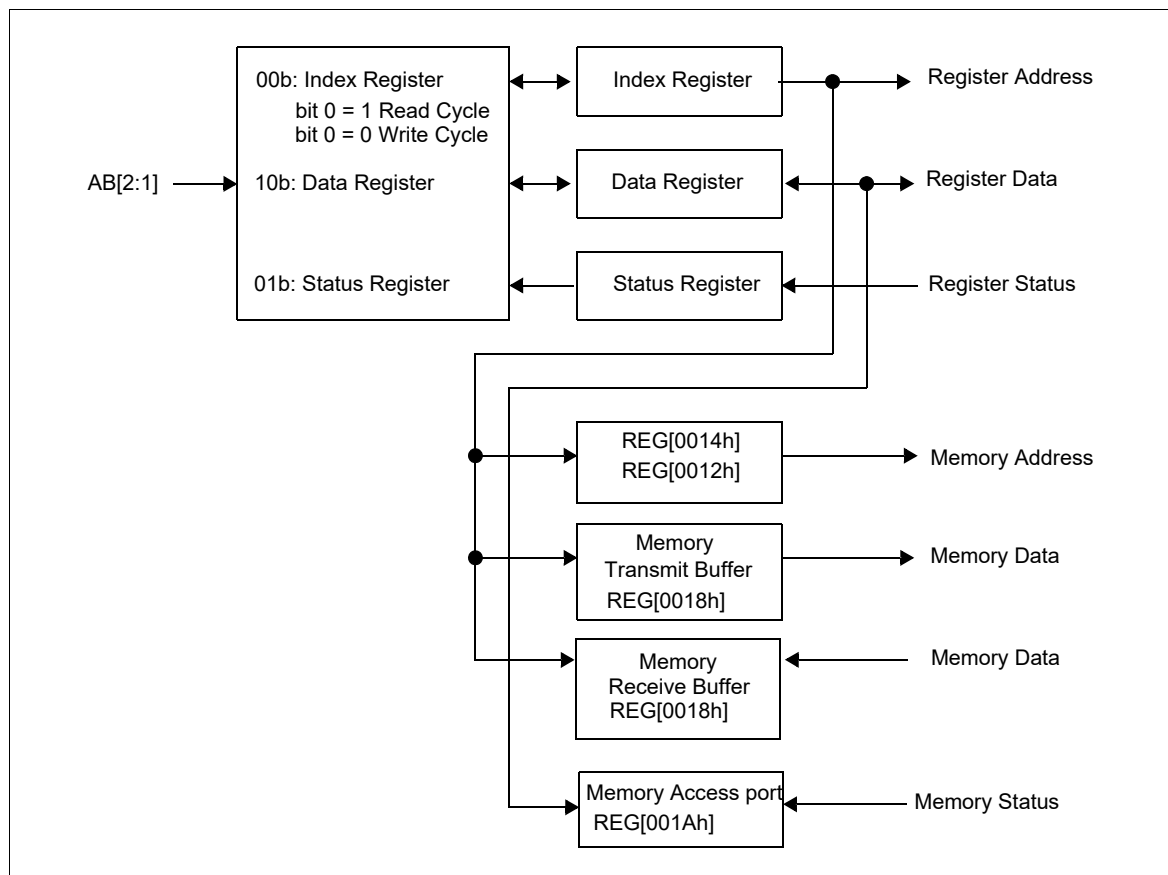 00b: Index Register
bit 0 = 1 Read Cycle
bit 0 = 0 Write Cycle
Index Register
Register Address
AB[2:1]
10b: Data Register
Data Register
Register Data
01b: Status Register
Status Register
Register Status
REG[0014h]
REG[0012h]
Memory Address
Memory
Transmit Buffer
REG[0018h]
Memory Data
Memory
Receive Buffer
REG[0018h]
Memory Data
Memory Access port
REG[001Ah]
Memory Status